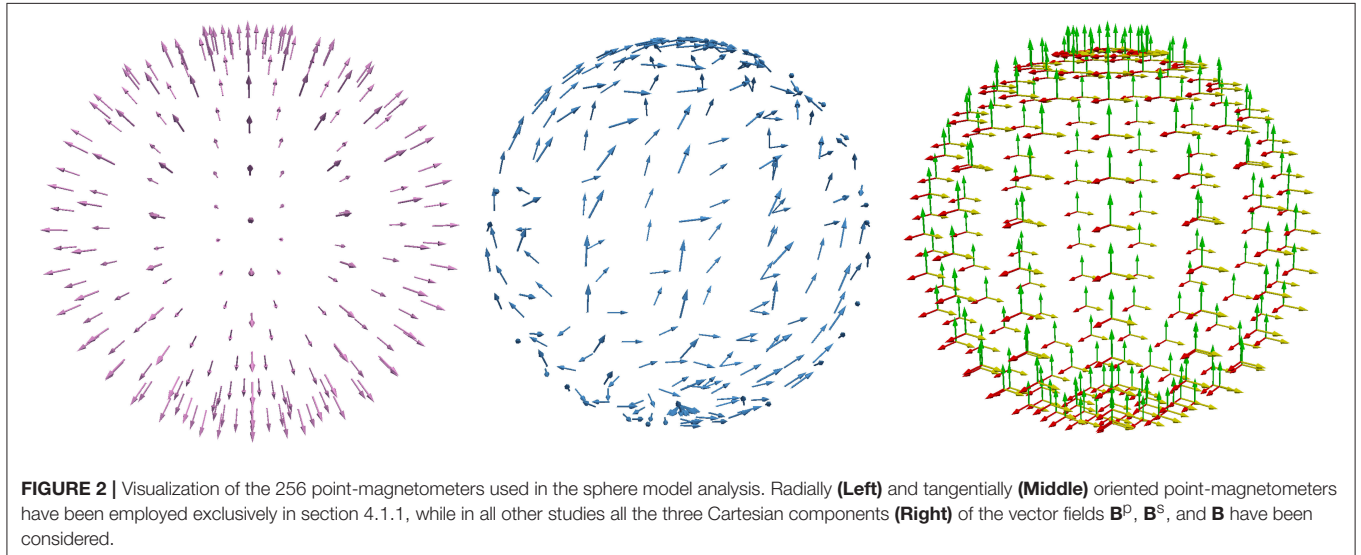 FIGURE 2 | Visualization of the 256 point-magnetometers used in the sphere model analysis. Radially (Left) and tangentially (Middle) oriented point-magnetometers
have been employed exclusively in section 4.1.1, while in all other studies all the three Cartesian components (Right) of the vector fields Bᵖ, Bˢ, and B have been
considered.